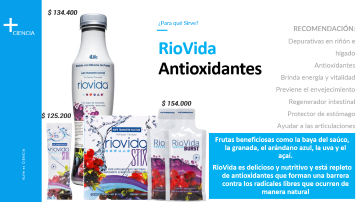 $ 134.400
+
CIENCIA
¿Para qué Sirve?
RioVida
Antioxidantes
RECOMENDACIÓN:
Depurativas en riñón e
hígado
Antioxidantes
Brinda energía y vitalidad
Previene el envejecimiento
Regenerador intestinal
Protector de estómago
Ayudar a las articulaciones
riovida
$ 125.200
$ 154.000
riovida
STIX
riovida
STIX
Frutas beneficiosas como la baya del saúco,
la granada, el arándano azul, la uva y el
açaí.
RioVida es delicioso y nutritivo y está repleto
de antioxidantes que forman una barrera
contra los radicales libres que ocurren de
manera natural